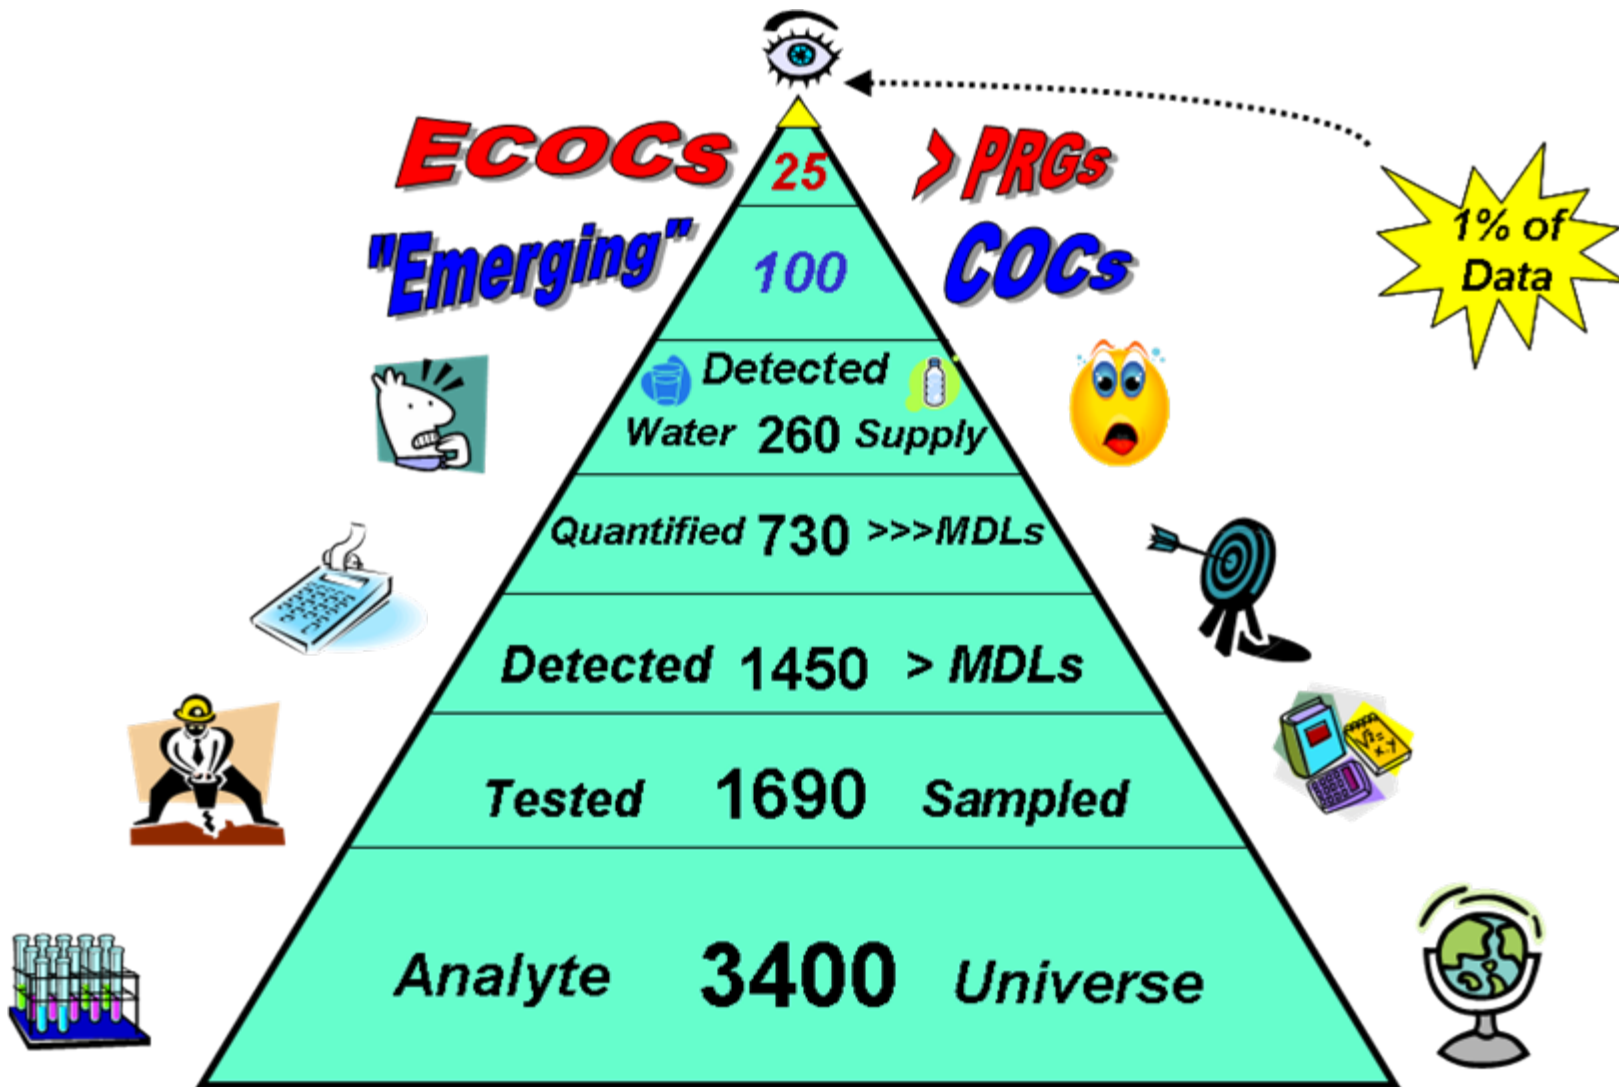 ECOCs 25 > PRGs
"Emerging" 100 COCs
1% of
Data
Detected
Water 260 Supply
Quantified 730 >>>MDLs
Detected 1450 > MDLs
Tested 1690 Sampled
Analyte 3400 Universe